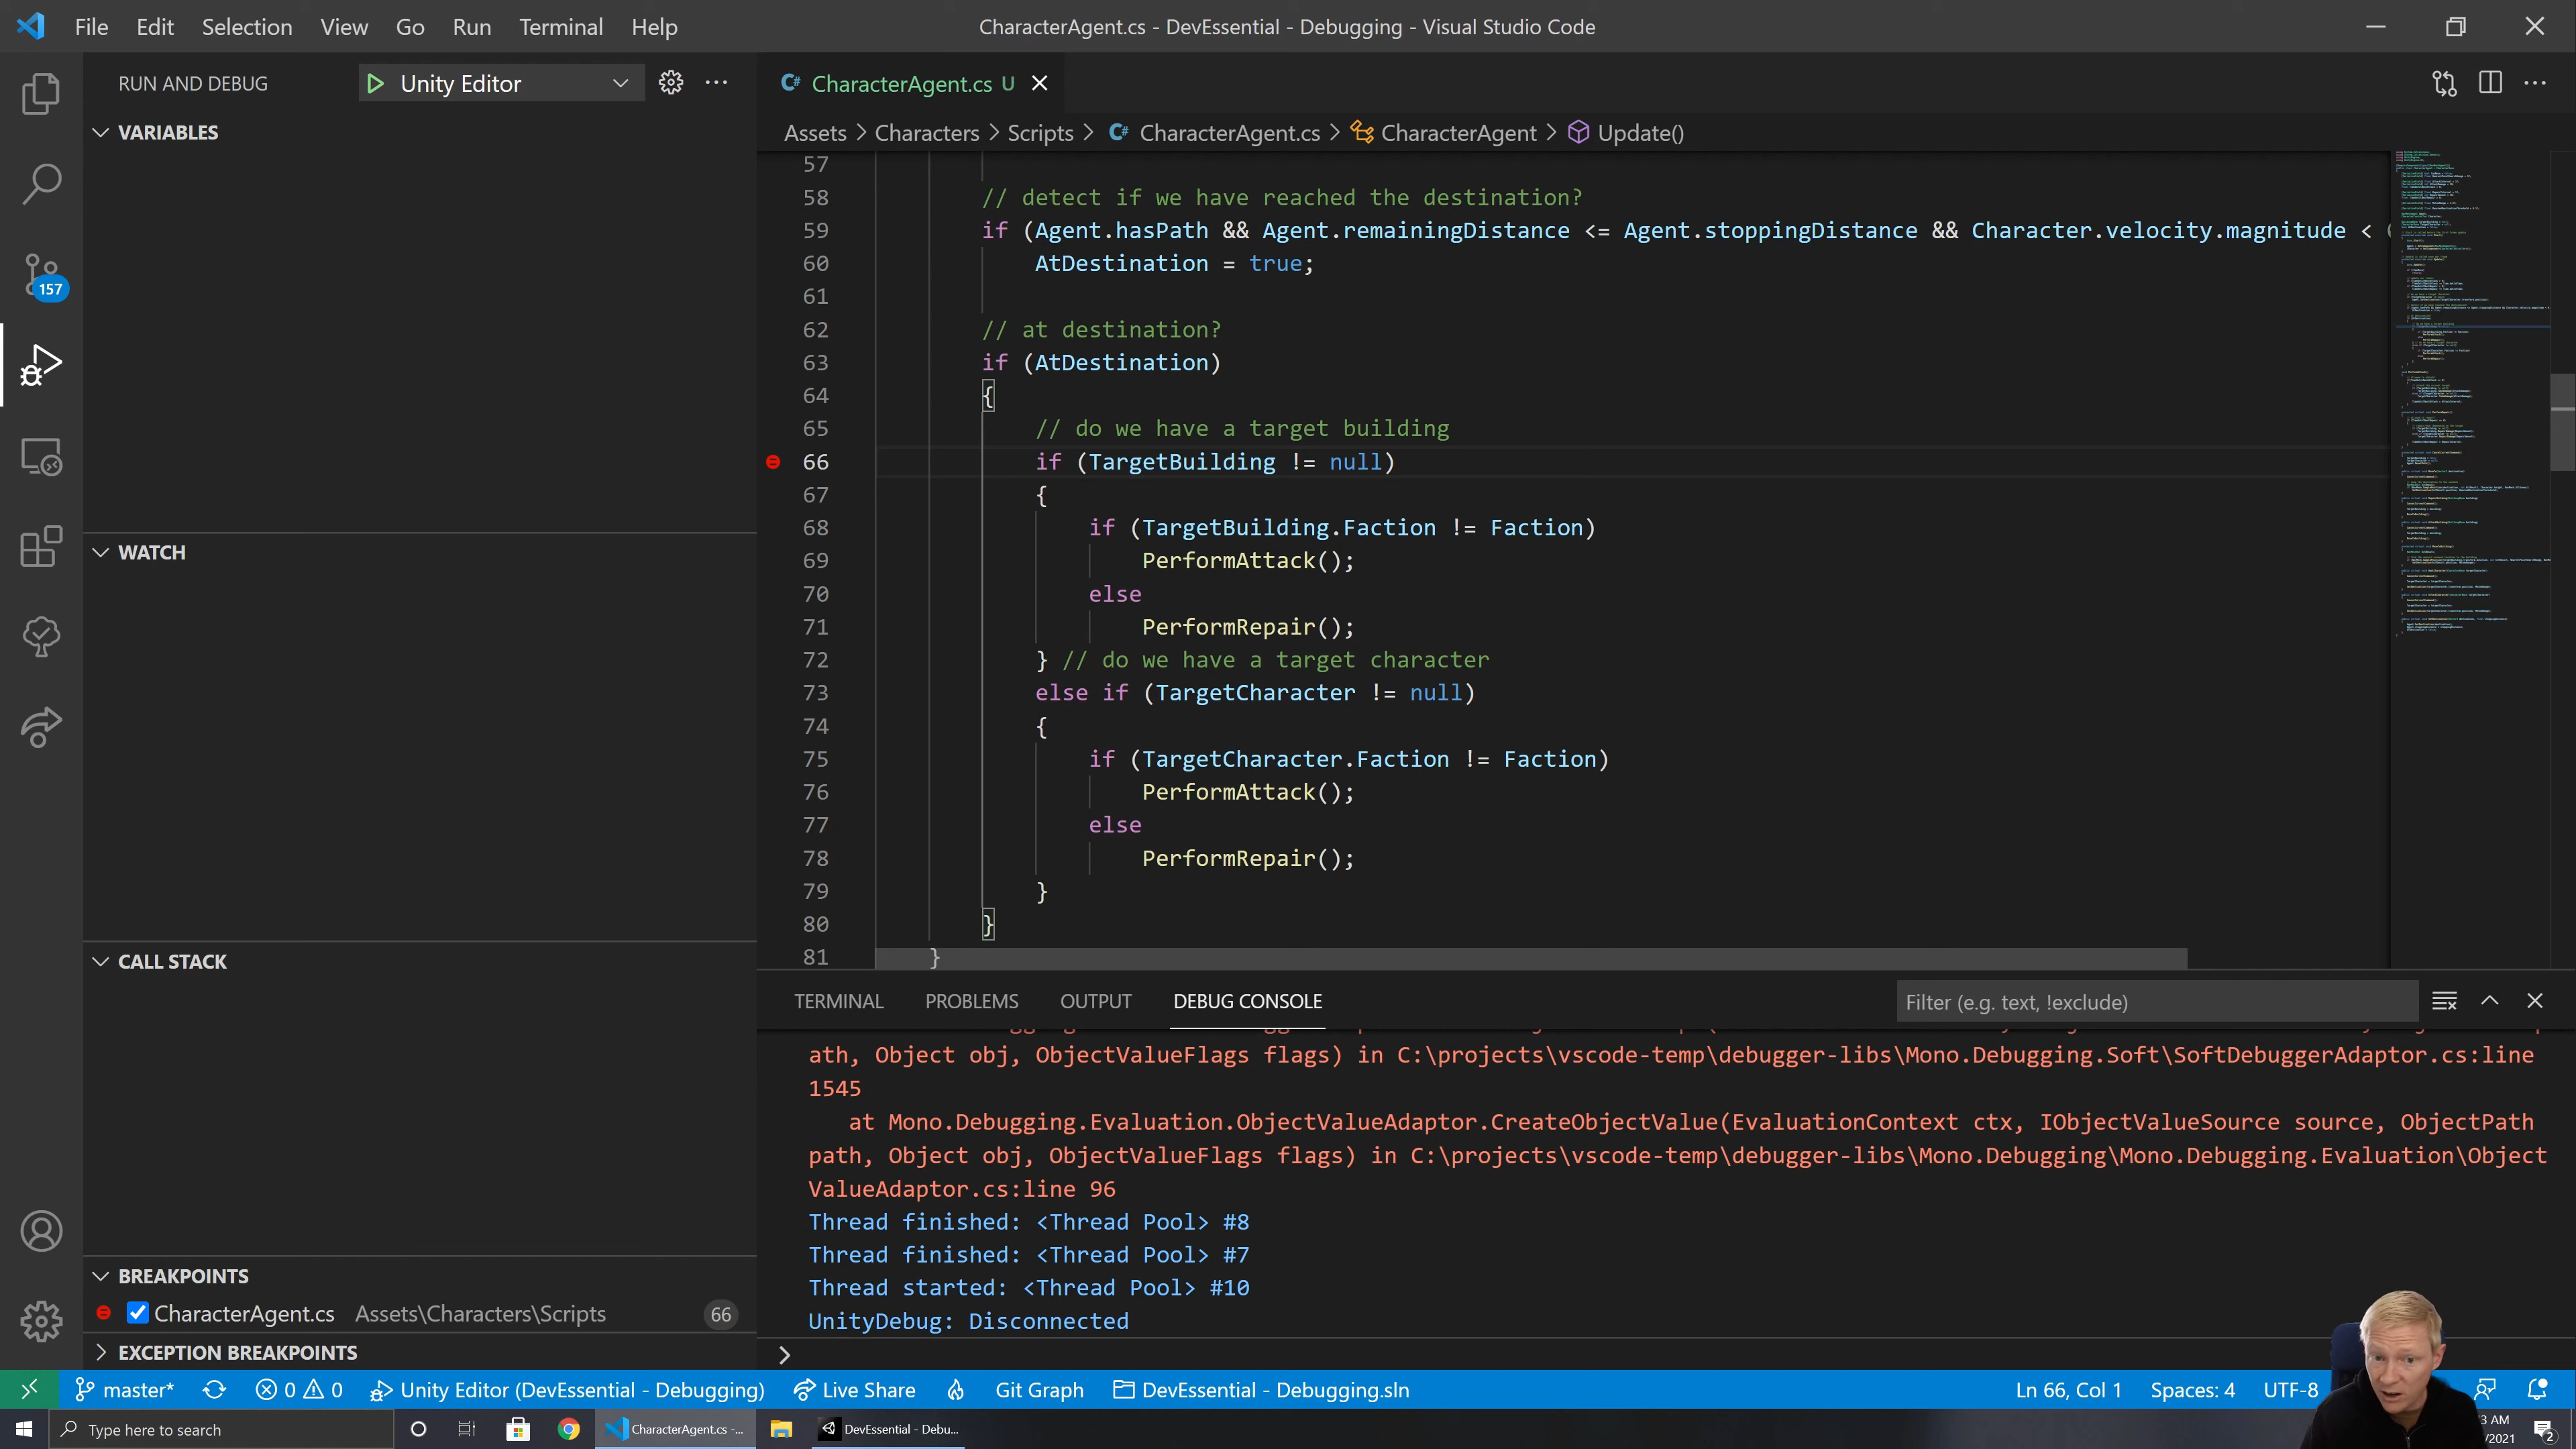 File Edit Selection View Go Run Terminal Help
CharacterAgent.cs - DevEssential - Debugging - Visual Studio Code
RUN AND DEBUG
Unity Editor
VARIABLES
WATCH
CALL STACK
BREAKPOINTS
CharacterAgent.cs Assets\Characters\Scripts 66
EXCEPTION BREAKPOINTS
157
CharacterAgent.cs U
Assets > Characters > Scripts > CharacterAgent.cs > CharacterAgent > Update()
57
58 // detect if we have reached the destination?
59 if (Agent.hasPath && Agent.remainingDistance <= Agent.stoppingDistance && Character.velocity.magnitude <
60 AtDestination = true;
61
62 // at destination?
63 if (AtDestination)
64 {
65 // do we have a target building
66 if (TargetBuilding != null)
67 {
68 if (TargetBuilding.Faction != Faction)
69 PerformAttack();
70 else
71 PerformRepair();
72 } // do we have a target character
73 else if (TargetCharacter != null)
74 {
75 if (TargetCharacter.Faction != Faction)
76 PerformAttack();
77 else
78 PerformRepair();
79 }
80 }
81 }
TERMINAL PROBLEMS OUTPUT DEBUG CONSOLE
Filter (e.g. text, !exclude)
ath, Object obj, ObjectValueFlags flags) in C:\projects\vscode-temp\debugger-libs\Mono.Debugging.Soft\SoftDebuggerAdaptor.cs:line
1545
at Mono.Debugging.Evaluation.ObjectValueAdaptor.CreateObjectValue(EvaluationContext ctx, IObjectValueSource source, ObjectPath
path, Object obj, ObjectValueFlags flags) in C:\projects\vscode-temp\debugger-libs\Mono.Debugging\Mono.Debugging.Evaluation\Object
ValueAdaptor.cs:line 96
Thread finished: <Thread Pool> #8
Thread finished: <Thread Pool> #7
Thread started: <Thread Pool> #10
UnityDebug: Disconnected
master* 0 0 Unity Editor (DevEssential - Debugging) Live Share Git Graph DevEssential - Debugging.sln
Ln 66, Col 1 Spaces: 4 UTF-8
Type here to search
CharacterAgent.cs -...
DevEssential - Debu...
3 AM
/2021
2